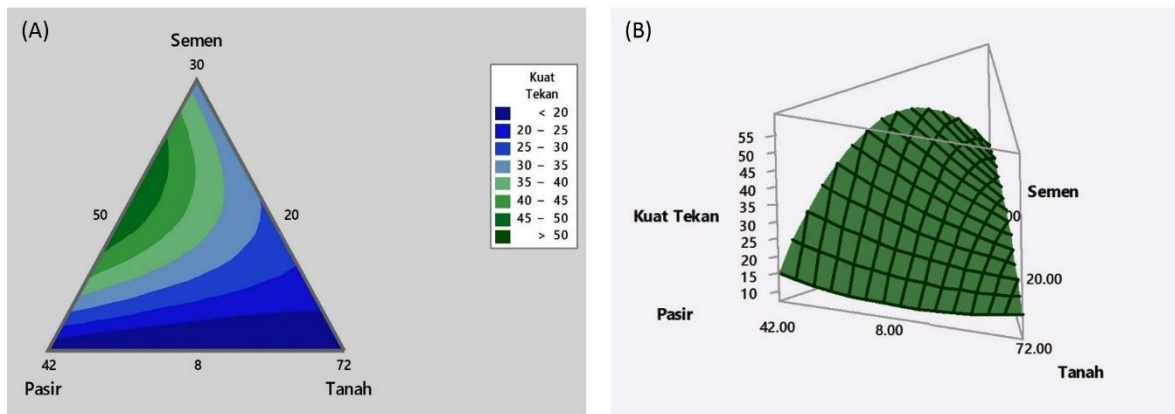 (A)
Semen
30
Kuat
Tekan
< 20
20 – 25
25 – 30
30 – 35
35 – 40
40 – 45
45 – 50
> 50
50
20
42
8
72
Pasir
Tanah
(B)
55
50
45
40
35
30
25
20
15
10
Kuat Tekan
Semen
20.00
Pasir
42.00
8.00
72.00
Tanah